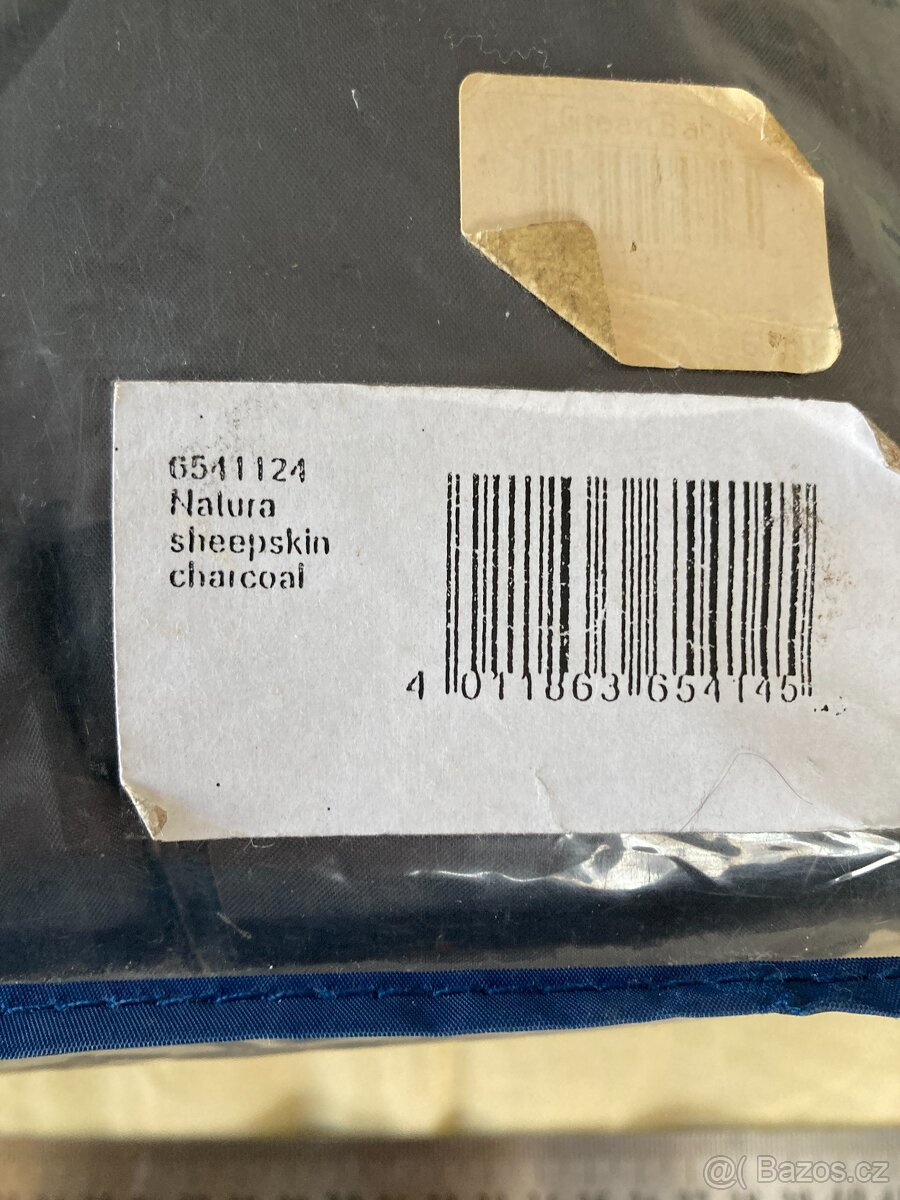 6541124
Natura
sheepskin
charcoal
4 011863 654145
@ Bazos.cz